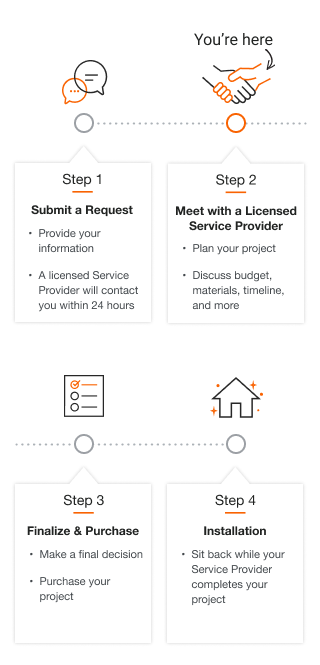 You're here
Step 1
Submit a Request
• Provide your
information
• A licensed Service
Provider will contact
you within 24 hours
Step 2
Meet with a Licensed
Service Provider
• Plan your project
• Discuss budget,
materials, timeline,
and more
Step 3
Finalize & Purchase
• Make a final decision
• Purchase your
project
Step 4
Installation
• Sit back while your
Service Provider
completes your
project